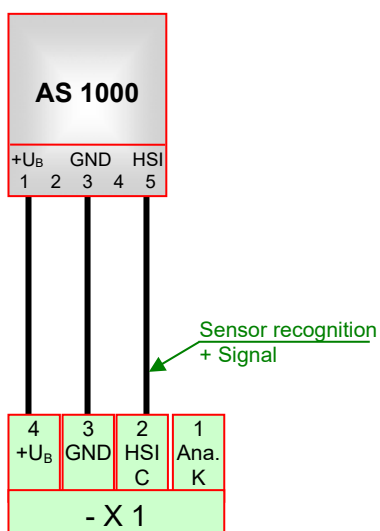 AS 1000
+UB GND HSI
1 2 3 4 5
Sensor recognition
+ Signal
4 3 2 1
+UB GND HSI Ana.
C K
- X 1